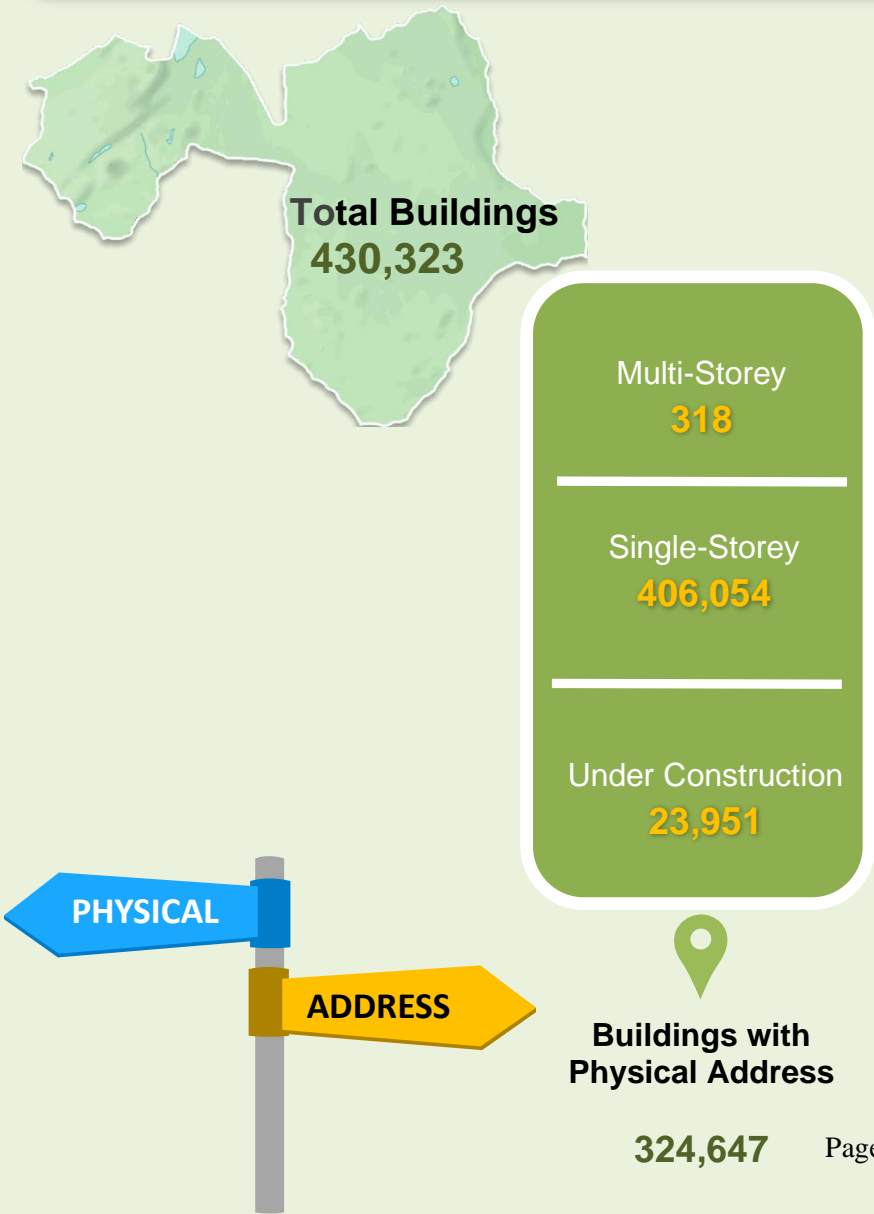 Total Buildings
430,323
Multi-Storey
318
Single-Storey
406,054
Under Construction
23,951
PHYSICAL
ADDRESS
Buildings with
Physical Address
324,647
Page